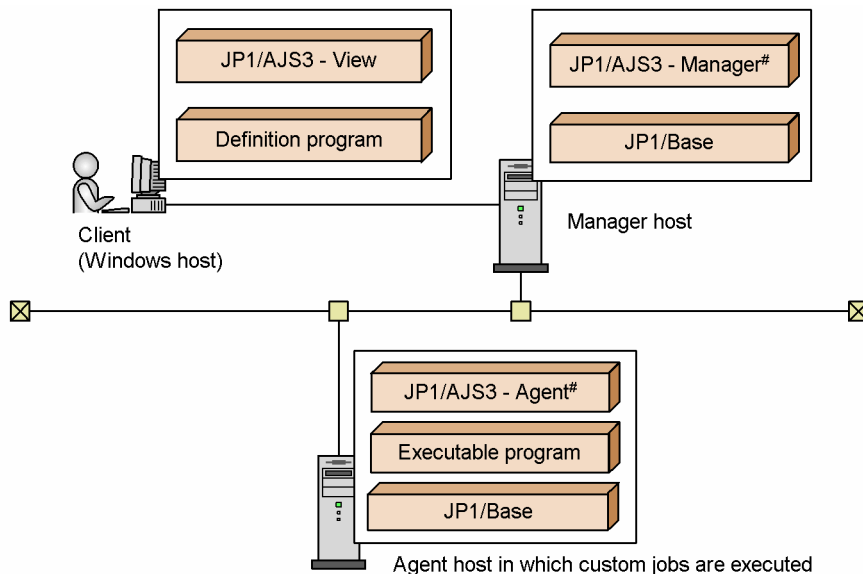 JP1/AJS3 - View
Definition program
JP1/AJS3 - Manager#
JP1/Base
Client
(Windows host)
Manager host
JP1/AJS3 - Agent#
Executable program
JP1/Base
Agent host in which custom jobs are executed